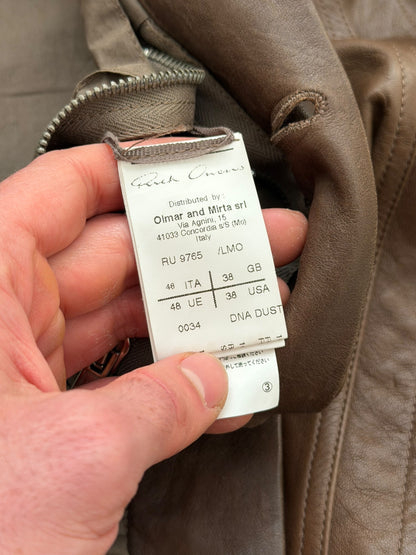 Rick Owens
Distributed by:
Olmar and Mirta srl
Via Agnini, 15
41033 Concordia s/S (Mo)
Italy
RU 9765 /LMO
48 ITA 38 GB
48 UE 38 USA
0034 DNA DUST
③